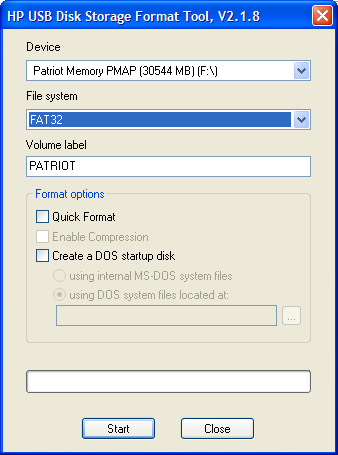 HP USB Disk Storage Format Tool, V2.1.8
Device
Patriot Memory PMAP (30544 MB) (F:\)
File system
FAT32
Volume label
PATRIOT
Format options
Quick Format
Enable Compression
Create a DOS startup disk
using internal MS-DOS system files
using DOS system files located at:
...
Start Close